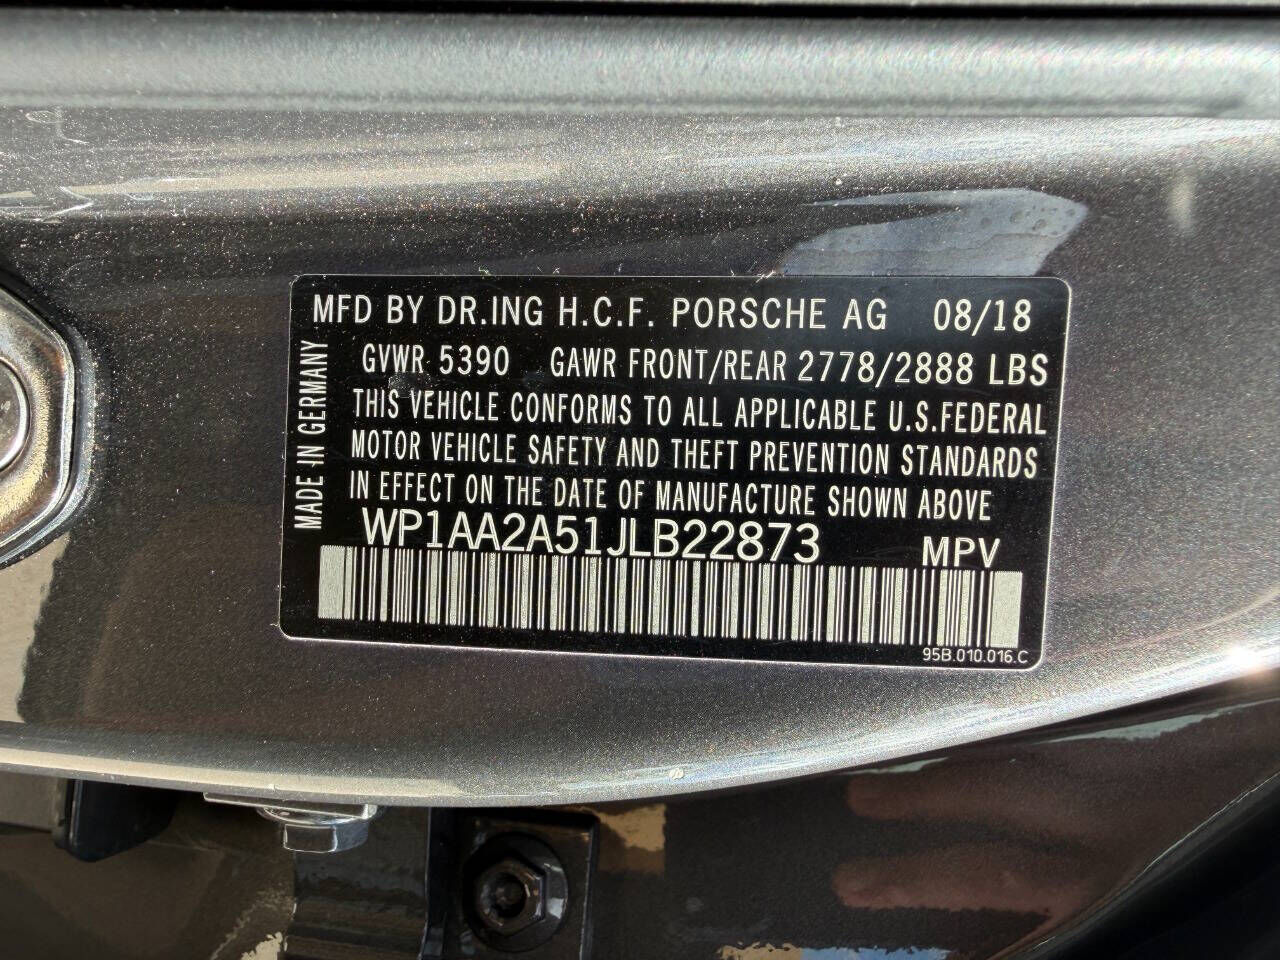 MFD BY DR.ING H.C.F. PORSCHE AG 08/18
GVWR 5390 GAWR FRONT/REAR 2778/2888 LBS
THIS VEHICLE CONFORMS TO ALL APPLICABLE U.S.FEDERAL
MOTOR VEHICLE SAFETY AND THEFT PREVENTION STANDARDS
IN EFFECT ON THE DATE OF MANUFACTURE SHOWN ABOVE
WP1AA2A51JLB22873 MPV
95B.010.016.C
MADE IN GERMANY